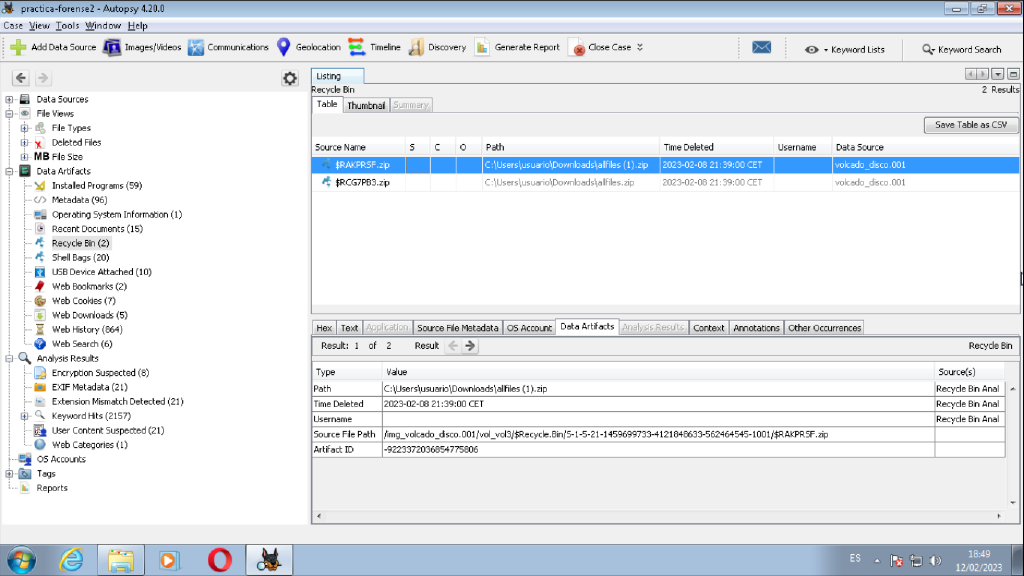 practica-forense2 - Autopsy 4.20.0
Case View Tools Window Help
Add Data Source Images/Videos Communications Geolocation Timeline Discovery Generate Report Close Case Keyword Lists Keyword Search
Listing
Recycle Bin
2 Results
Table Thumbnail Summary
Save Table as CSV
Source Name S C O Path Time Deleted Username Data Source
$RAKPR5F.zip C:\Users\usuario\Downloads\allfiles (1).zip 2023-02-08 21:39:00 CET volcado_disco.001
$RCG7PB3.zip C:\Users\usuario\Downloads\allfiles.zip 2023-02-08 21:39:00 CET volcado_disco.001
Data Sources
File Views
File Types
Deleted Files
MB File Size
Data Artifacts
Installed Programs (59)
Metadata (96)
Operating System Information (1)
Recent Documents (15)
Recycle Bin (2)
Shell Bags (20)
USB Device Attached (10)
Web Bookmarks (2)
Web Cookies (7)
Web Downloads (5)
Web History (864)
Web Search (6)
Analysis Results
Encryption Suspected (8)
EXIF Metadata (21)
Extension Mismatch Detected (21)
Keyword Hits (2157)
User Content Suspected (21)
Web Categories (1)
OS Accounts
Tags
Reports
Hex Text Application Source File Metadata OS Account Data Artifacts Analysis Results Context Annotations Other Occurrences
Result: 1 of 2 Result Recycle Bin
Type Value Source(s)
Path C:\Users\usuario\Downloads\allfiles (1).zip Recycle Bin Anal
Time Deleted 2023-02-08 21:39:00 CET Recycle Bin Anal
Username Recycle Bin Anal
Source File Path /img_volcado_disco.001/vol_vol3/$Recycle.Bin/S-1-5-21-1459699733-4121848633-562464545-1001/$RAKPR5F.zip
Artifact ID -9223372036854775806
ES
18:49
12/02/2023